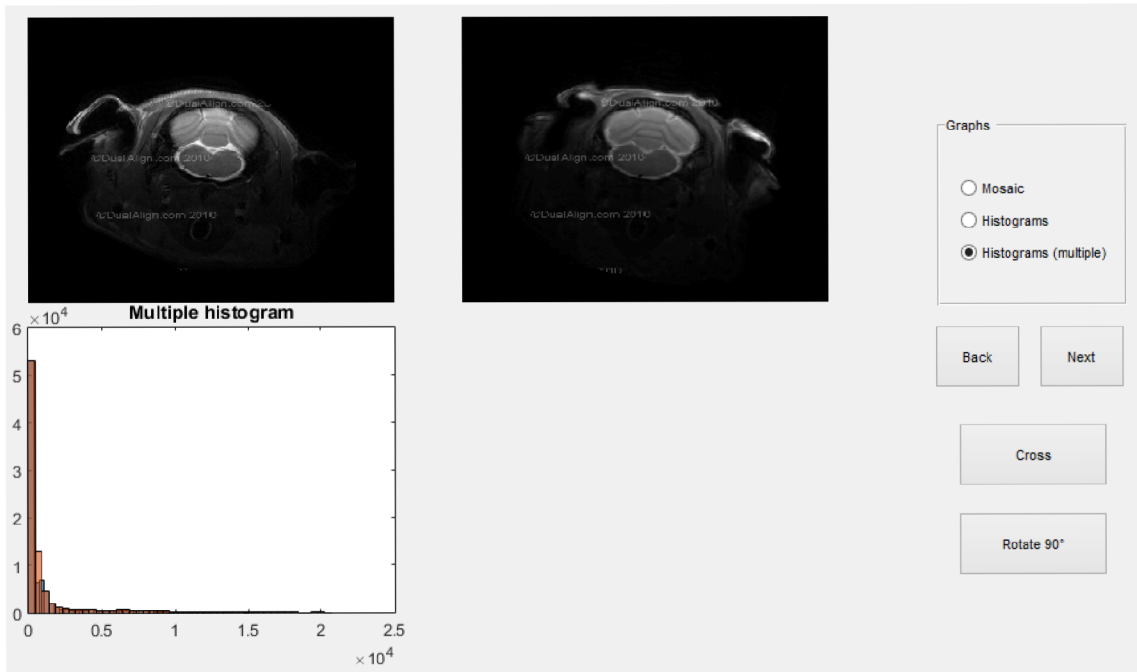 ©DualAlign.com 20
©DualAlign.com 2010
©DualAlign.com 2010
©DualAlign.com 2010
©DualAlign.com 2010
©DualAlign.com 2010
Graphs
Mosaic
Histograms
Histograms (multiple)
Back
Next
Cross
Rotate 90°
Multiple histogram
×10⁴
6
5
4
3
2
1
0
0 0.5 1 1.5 2 2.5
×10⁴